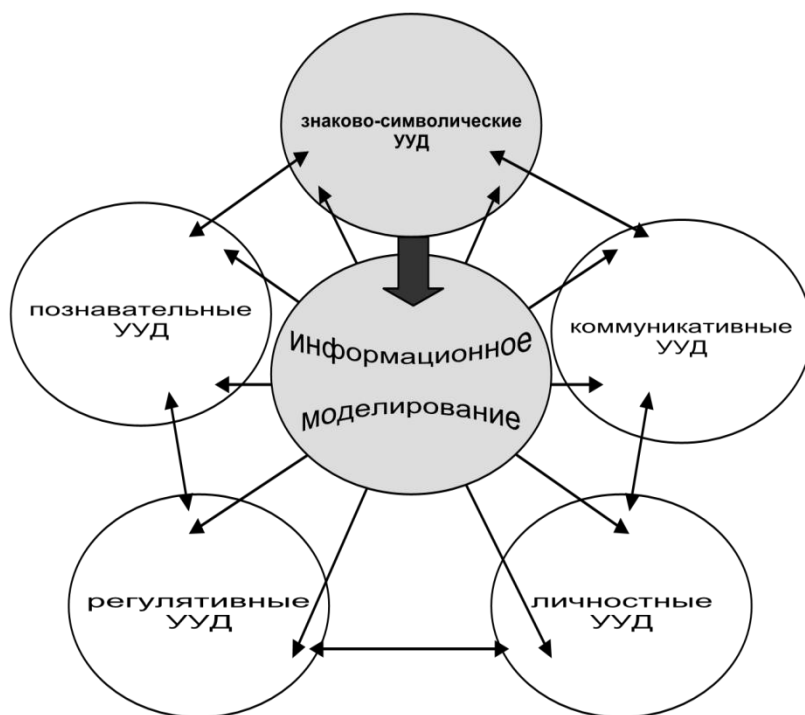 знаково-символические
УУД
познавательные
УУД
коммуникативные
УУД
Информационное
моделирование
регулятивные
УУД
личностные
УУД